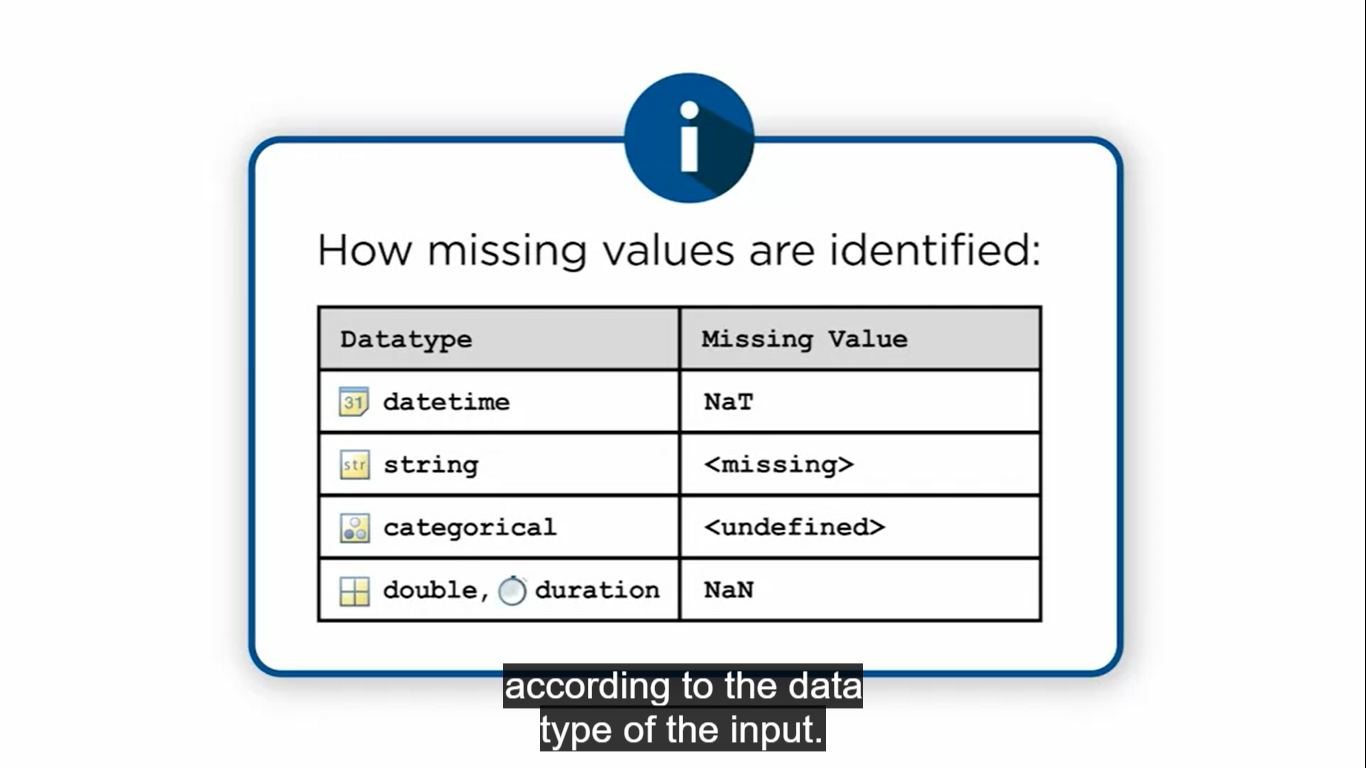 How missing values are identified:
Datatype Missing Value
31 datetime NaT
str string <missing>
categorical <undefined>
double, duration NaN
according to the data
type of the input.